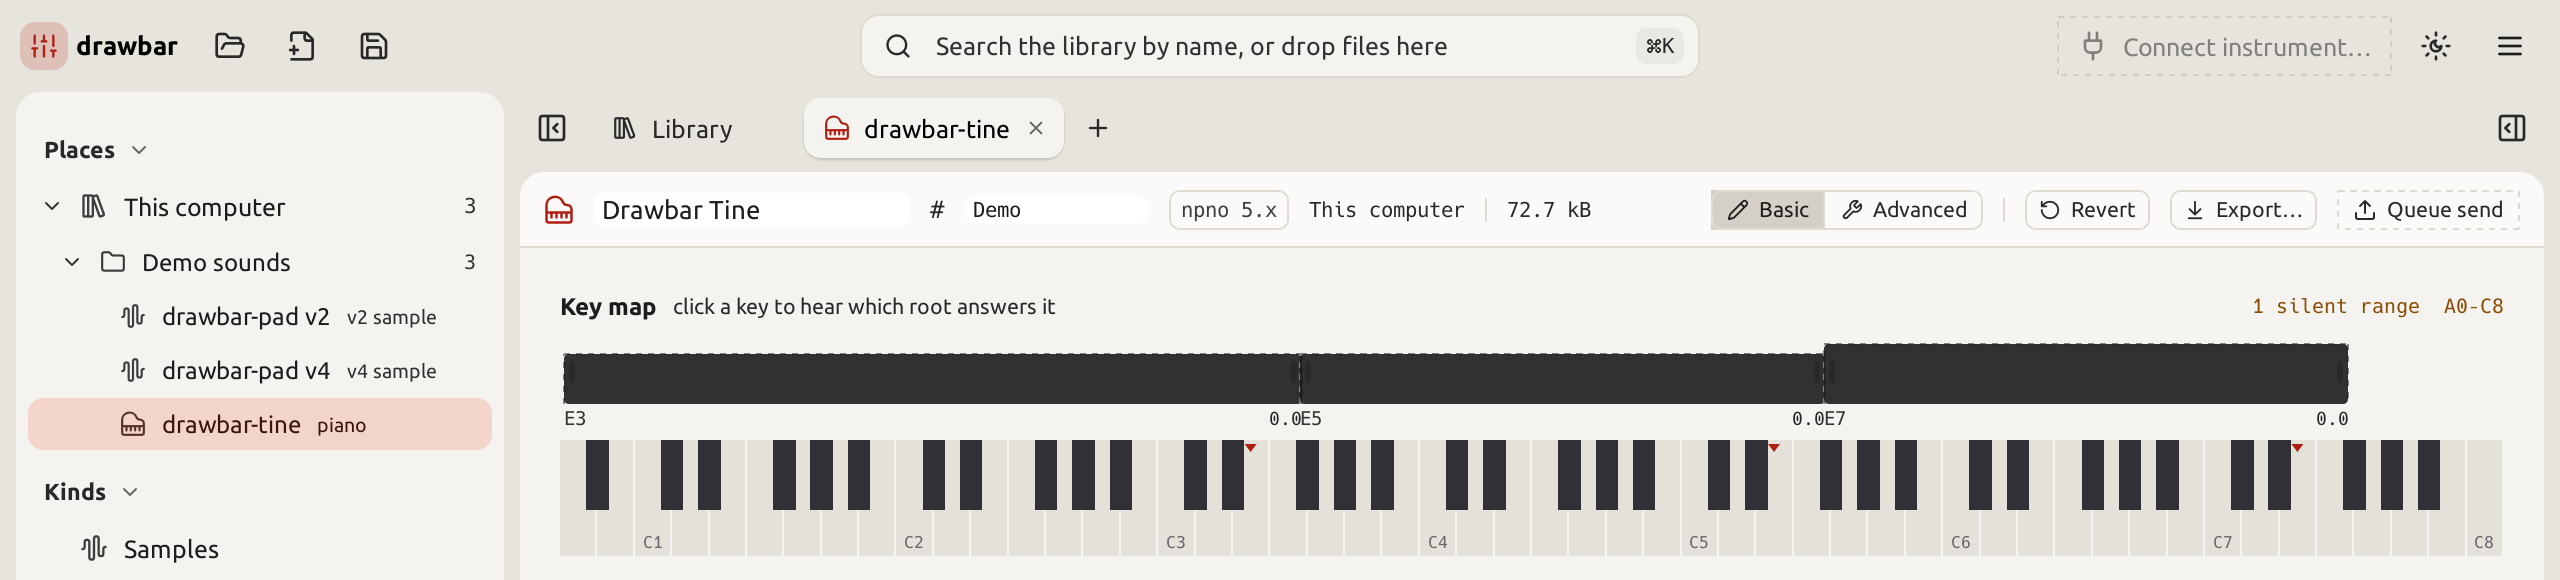 drawbar
Search the library by name, or drop files here ⌘K
Connect instrument…
Places
This computer 3
Demo sounds 3
drawbar-pad v2 v2 sample
drawbar-pad v4 v4 sample
drawbar-tine piano
Kinds
Samples
Library
drawbar-tine
Drawbar Tine # Demo npno 5.x This computer 72.7 kB Basic Advanced Revert Export… Queue send
Key map click a key to hear which root answers it 1 silent range A0-C8
E3 0.0 E5 0.0 E7 0.0
C1 C2 C3 C4 C5 C6 C7 C8